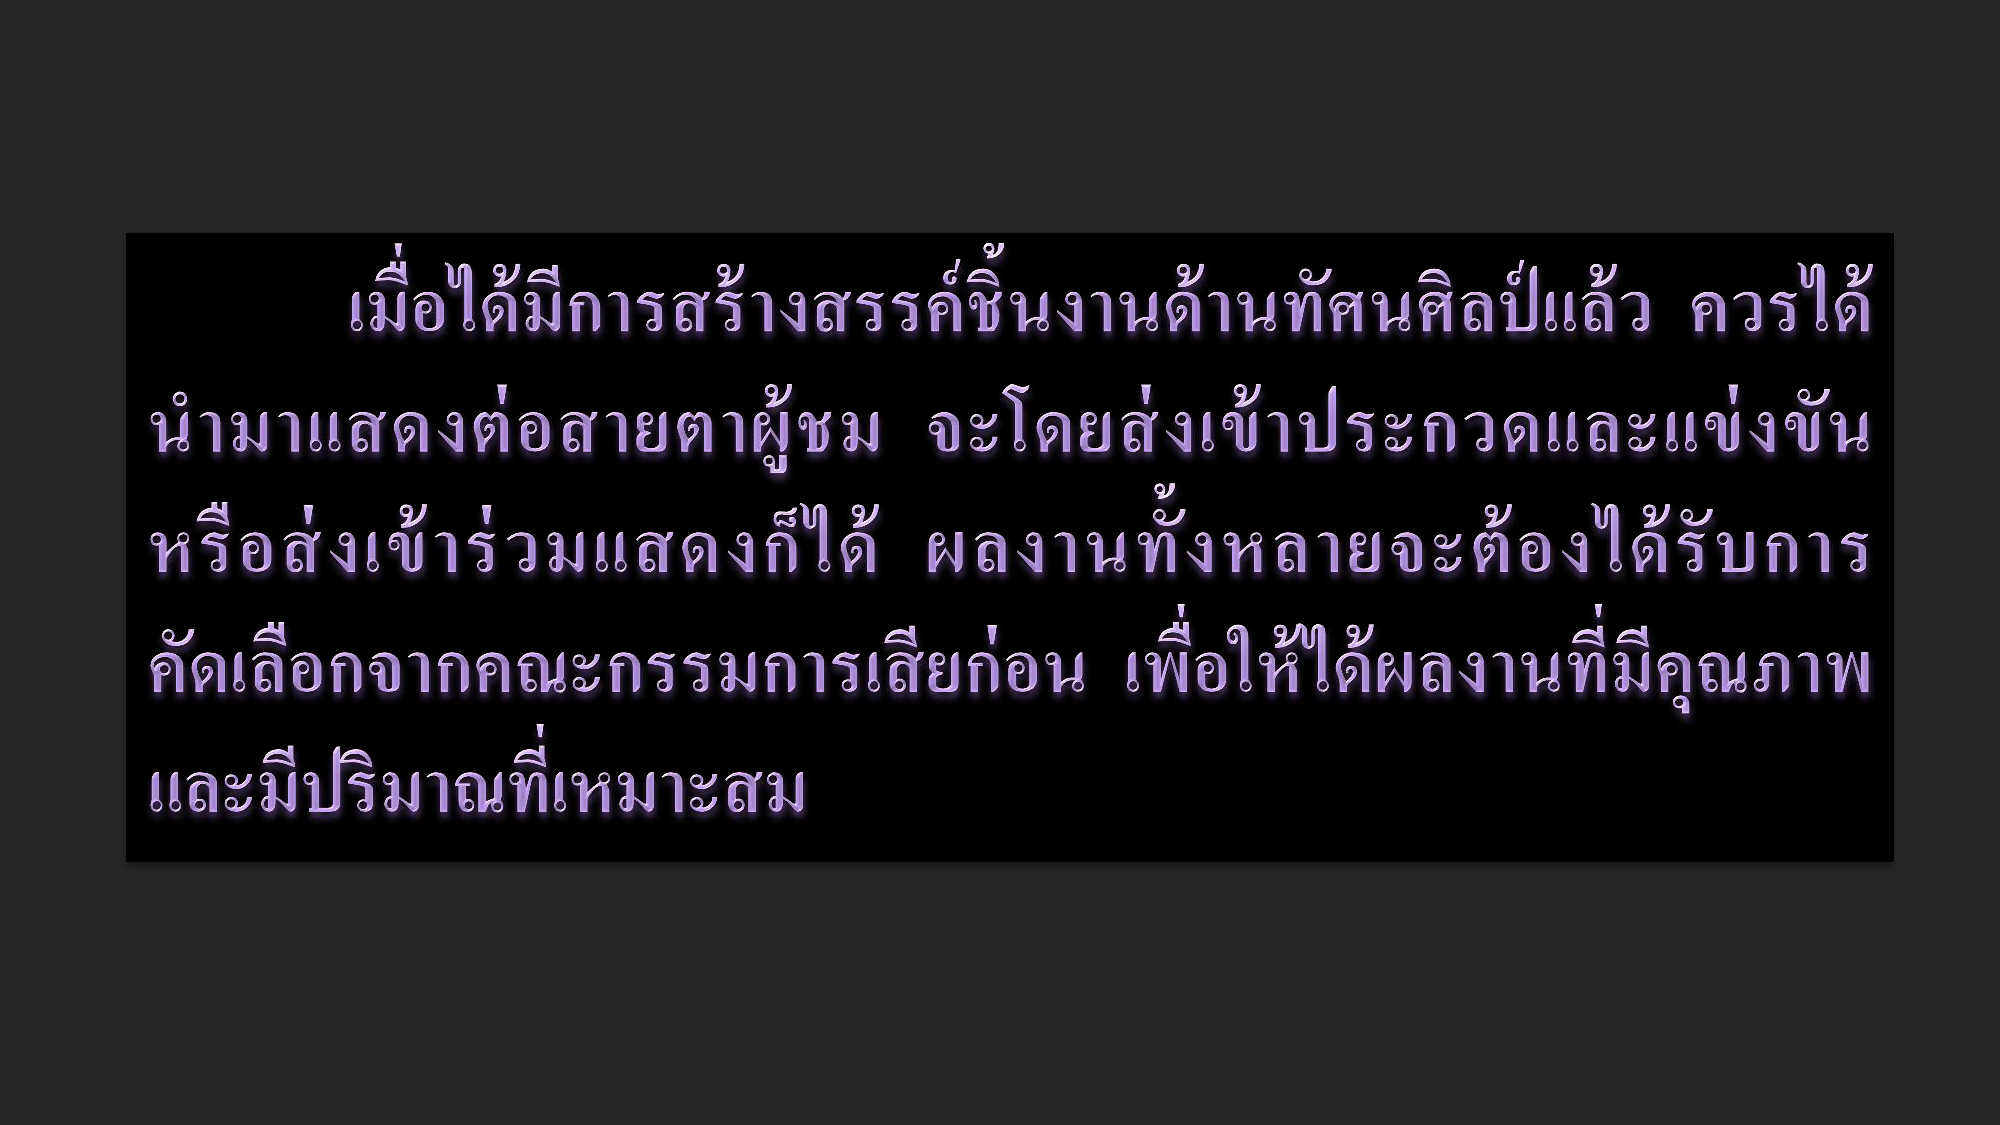 เมื่อได้มีการสร้างสรรค์ชิ้นงานด้านทัศนศิลป์แล้ว ควรได้
นำมาแสดงต่อสายตาผู้ชม จะโดยส่งเข้าประกวดและแข่งขัน
หรือส่งเข้าร่วมแสดงก็ได้ ผลงานทั้งหลายจะต้องได้รับการ
คัดเลือกจากคณะกรรมการเสียก่อน เพื่อให้ได้ผลงานที่มีคุณภาพ
และมีปริมาณที่เหมาะสม